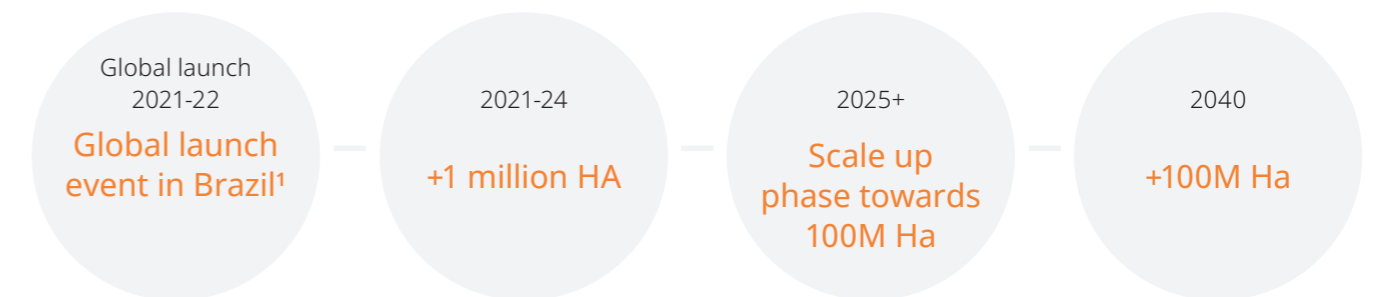 Global launch
2021-22
Global launch
event in Brazil¹
2021-24
+1 million HA
2025+
Scale up
phase towards
100M Ha
2040
+100M Ha